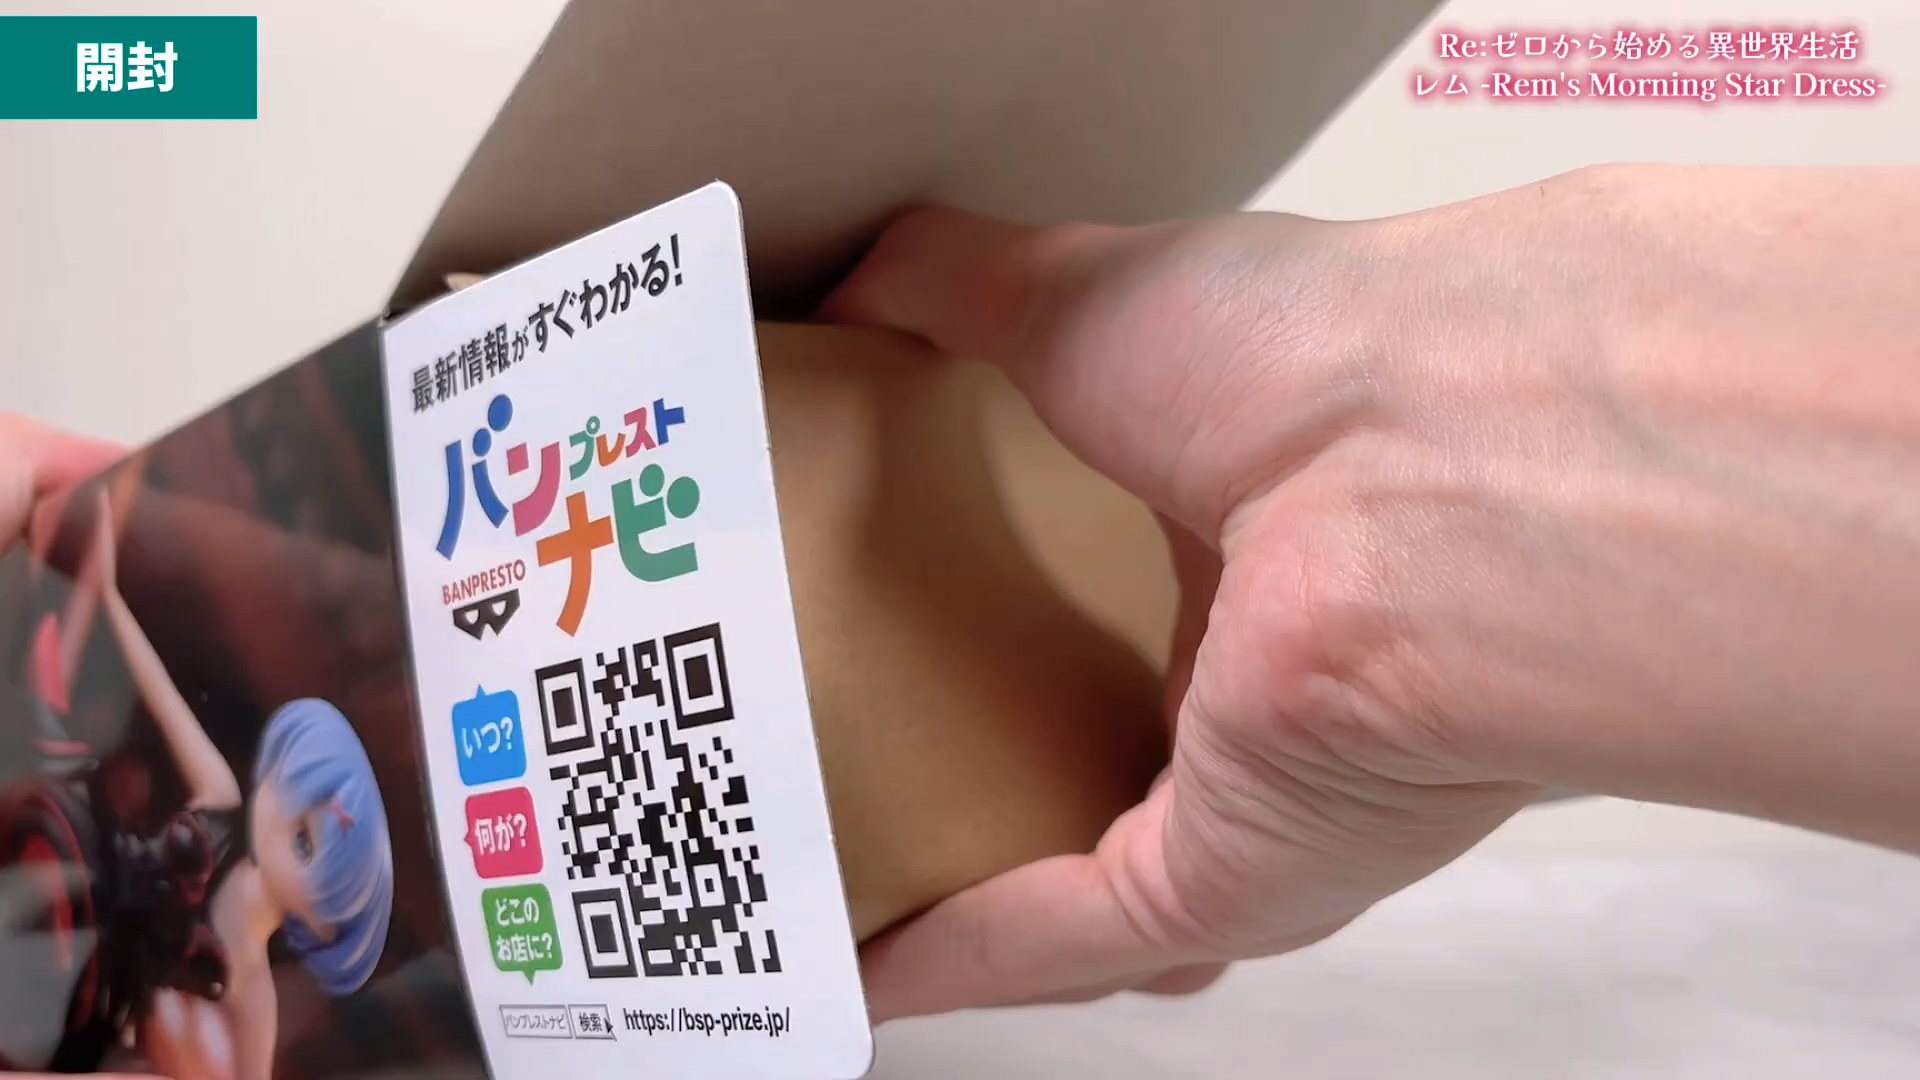 開封
Re:ゼロから始める異世界生活
レム -Rem's Morning Star Dress-
最新情報がすぐわかる!
バンプレスト
ナビ
BANPRESTO
いつ?
何が?
どこの
お店に?
バンプレストナビ 検索 https://bsp-prize.jp/